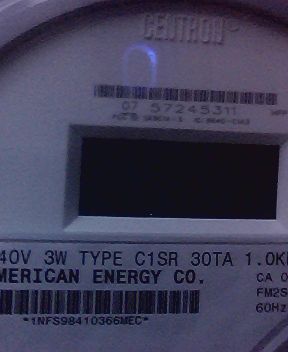 CENTRON®
07 57245311
40V 3W TYPE C1SR 30TA 1.0K
MERICAN ENERGY CO.
CA 0
FM2S
60Hz
*1NFS98410366MEC*